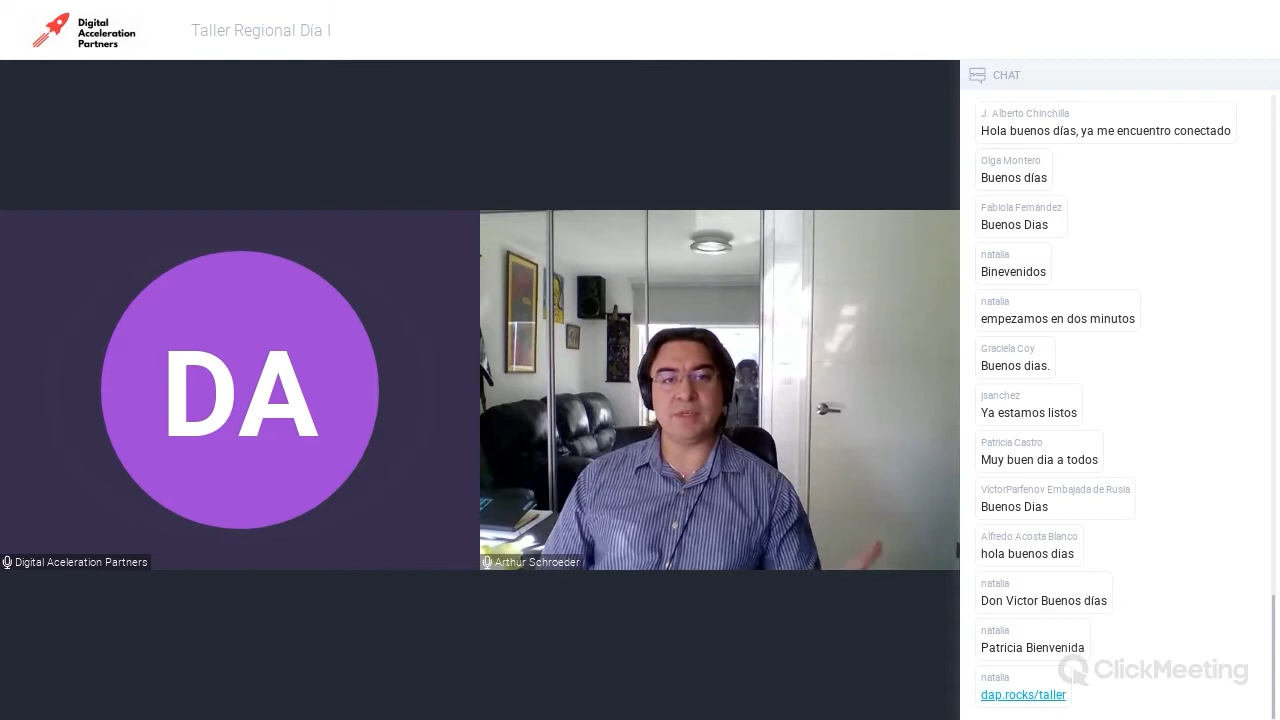 Digital
Acceleration
Partners
Taller Regional Día I
DA
Digital Aceleration Partners
Arthur Schroeder
CHAT
J. Alberto Chinchilla
Hola buenos días, ya me encuentro conectado
Olga Montero
Buenos días
Fabiola Fernández
Buenos Dias
natalia
Binevenidos
natalia
empezamos en dos minutos
Graciela Coy
Buenos dias.
jsanchez
Ya estamos listos
Patricia Castro
Muy buen dia a todos
VictorParfenov Embajada de Rusia
Buenos Dias
Alfredo Acosta Blanco
hola buenos dias
natalia
Don Victor Buenos días
natalia
Patricia Bienvenida
natalia
dap.rocks/taller
ClickMeeting